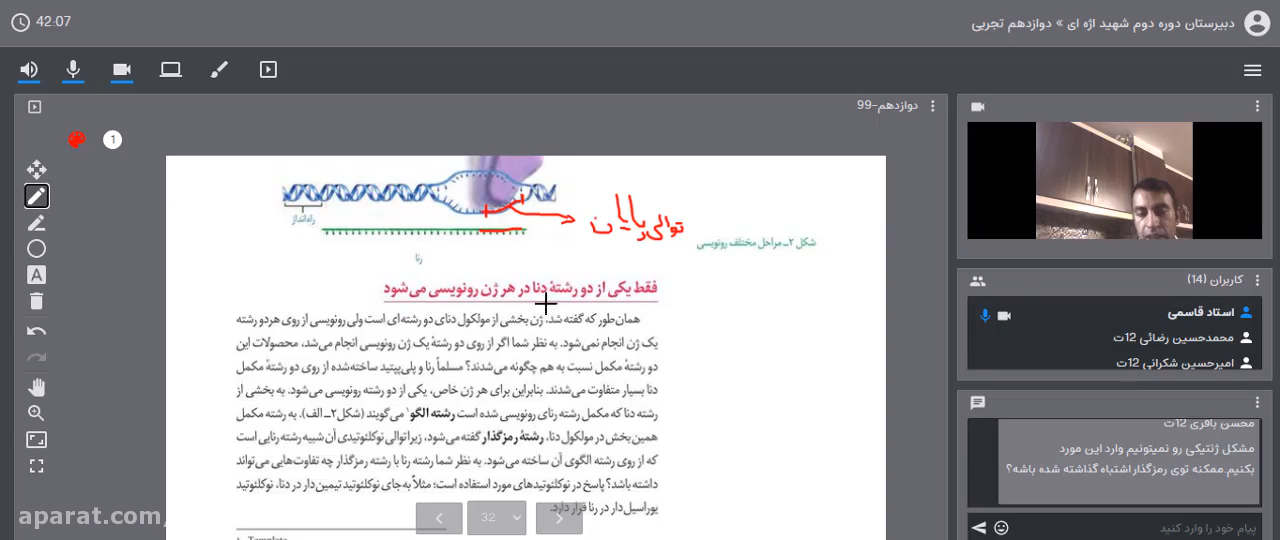 42:07
دبیرستان دوره دوم شهید اژه ای » دوازدهم تجربی
دوازدهم-99
1
راه‌انداز
توالی پایان
رنا
شکل ۲ـ مراحل مختلف رونویسی
فقط یکی از دو رشتهٔ دنا در هر ژن رونویسی می‌شود
همان‌طور که گفته شد، ژن بخشی از مولکول دنای دو رشته‌ای است ولی رونویسی از روی هر دو رشته
یک ژن انجام نمی‌شود. به نظر شما اگر از روی دو رشتهٔ یک ژن رونویسی انجام می‌شد، محصولات این
دو رشتهٔ مکمل نسبت به هم چگونه می‌شدند؟ مسلماً رنا و پلی‌پپتید ساخته‌شده از روی دو رشتهٔ مکمل
دنا بسیار متفاوت می‌شدند. بنابراین برای هر ژن خاص، یکی از دو رشته رونویسی می‌شود. به بخشی از
رشته دنا که مکمل رشته رنای رونویسی شده است رشته الگو۱ می‌گویند (شکل ۲ـ الف). به رشته مکمل
همین بخش در مولکول دنا، رشتهٔ رمزگذار گفته می‌شود، زیرا توالی نوکلئوتیدی آن شبیه رشته رنایی است
که از روی رشته الگوی آن ساخته می‌شود. به نظر شما رشته رنا با رشته رمزگذار چه تفاوت‌هایی می‌تواند
داشته باشد؟ پاسخ در نوکلئوتیدهای مورد استفاده است؛ مثلاً به‌جای نوکلئوتید تیمین‌دار در دنا، نوکلئوتید
یوراسیل‌دار در رنا قرار دارد.
32
کاربران (14)
استاد قاسمی
محمدحسین رضائی 12ت
امیرحسین شکرانی 12ت
محسن باقری 12ت
مشکل ژنتیکی رو نمیتونیم وارد این مورد
بکنیم.ممکنه توی رمزگذار اشتباه گذاشته شده باشه؟
پیام خود را وارد کنید
aparat.com/